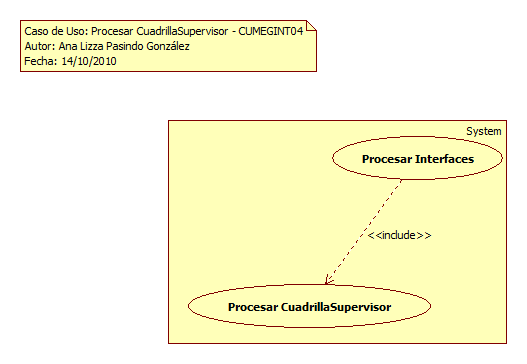 Caso de Uso: Procesar CuadrillaSupervisor - CUMEGINT04
Autor: Ana Lizza Pasindo González
Fecha: 14/10/2010
System
Procesar Interfaces
<<include>>
Procesar CuadrillaSupervisor